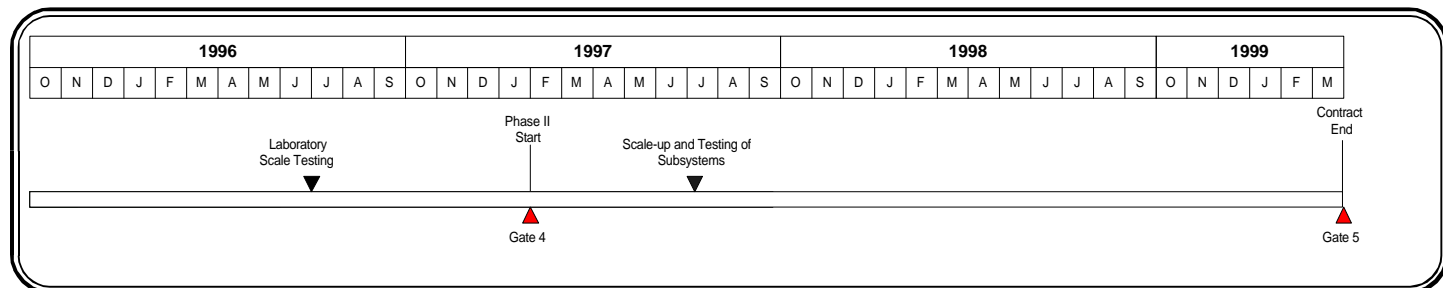 1996 1997 1998 1999
O N D J F M A M J J A S O N D J F M A M J J A S O N D J F M A M J J A S O N D J F M
Phase II
Start
Contract
End
Laboratory
Scale Testing
Scale-up and Testing of
Subsystems
Gate 4
Gate 5